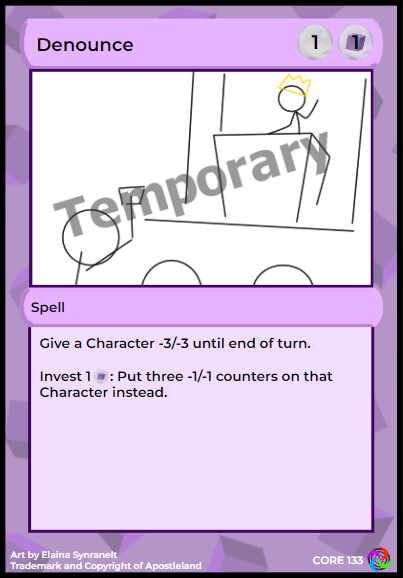 Denounce
1 1
Temporary
Spell
Give a Character -3/-3 until end of turn.
Invest 1 : Put three -1/-1 counters on that
Character instead.
Art by Elaina Synranelt
Trademark and Copyright of Apostleland
CORE 133